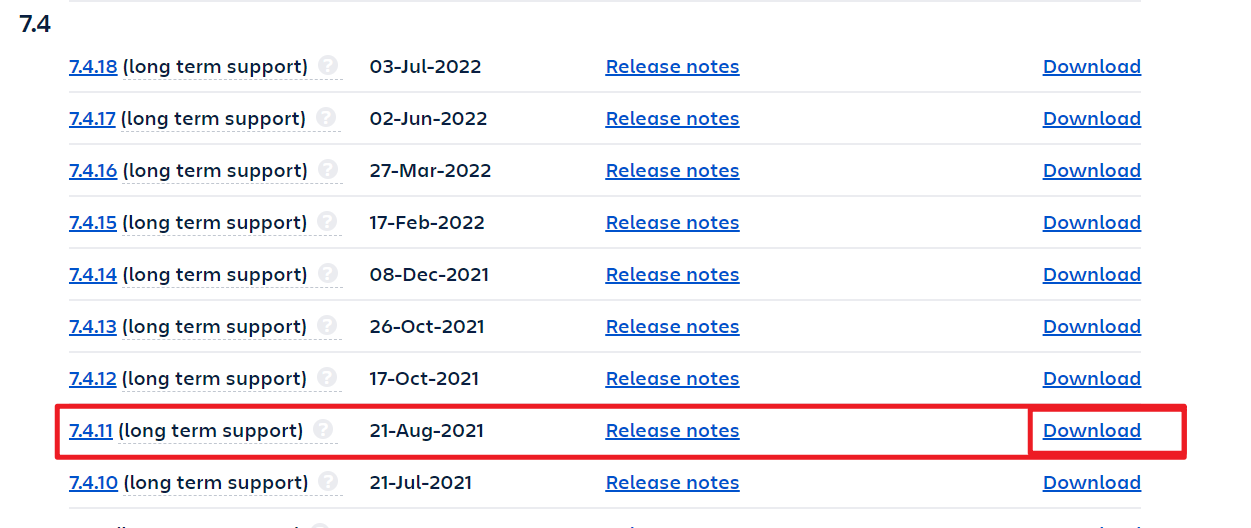 7.4
7.4.18 (long term support) ? 03-Jul-2022 Release notes Download
7.4.17 (long term support) ? 02-Jun-2022 Release notes Download
7.4.16 (long term support) ? 27-Mar-2022 Release notes Download
7.4.15 (long term support) ? 17-Feb-2022 Release notes Download
7.4.14 (long term support) ? 08-Dec-2021 Release notes Download
7.4.13 (long term support) ? 26-Oct-2021 Release notes Download
7.4.12 (long term support) ? 17-Oct-2021 Release notes Download
7.4.11 (long term support) ? 21-Aug-2021 Release notes Download
7.4.10 (long term support) ? 21-Jul-2021 Release notes Download